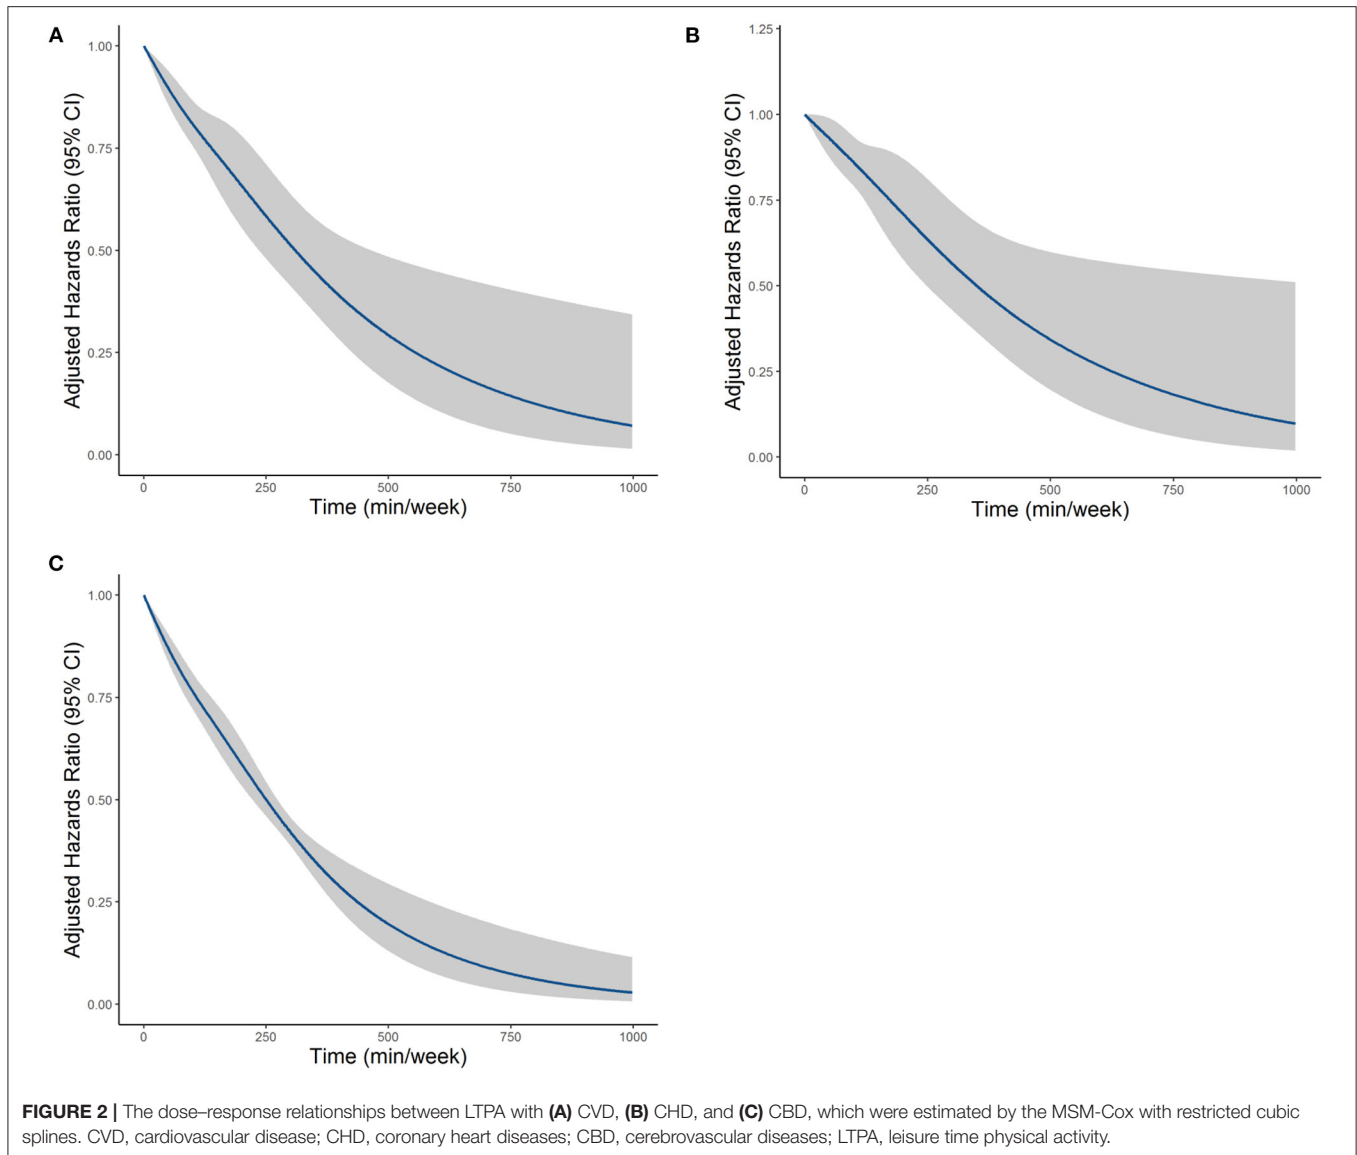 A
Adjusted Hazards Ratio (95% CI)
1.00
0.75
0.50
0.25
0.00
0 250 500 750 1000
Time (min/week)
B
Adjusted Hazards Ratio (95% CI)
1.25
1.00
0.75
0.50
0.25
0.00
0 250 500 750 1000
Time (min/week)
C
Adjusted Hazards Ratio (95% CI)
1.00
0.75
0.50
0.25
0.00
0 250 500 750 1000
Time (min/week)
FIGURE 2 | The dose–response relationships between LTPA with (A) CVD, (B) CHD, and (C) CBD, which were estimated by the MSM-Cox with restricted cubic
splines. CVD, cardiovascular disease; CHD, coronary heart diseases; CBD, cerebrovascular diseases; LTPA, leisure time physical activity.